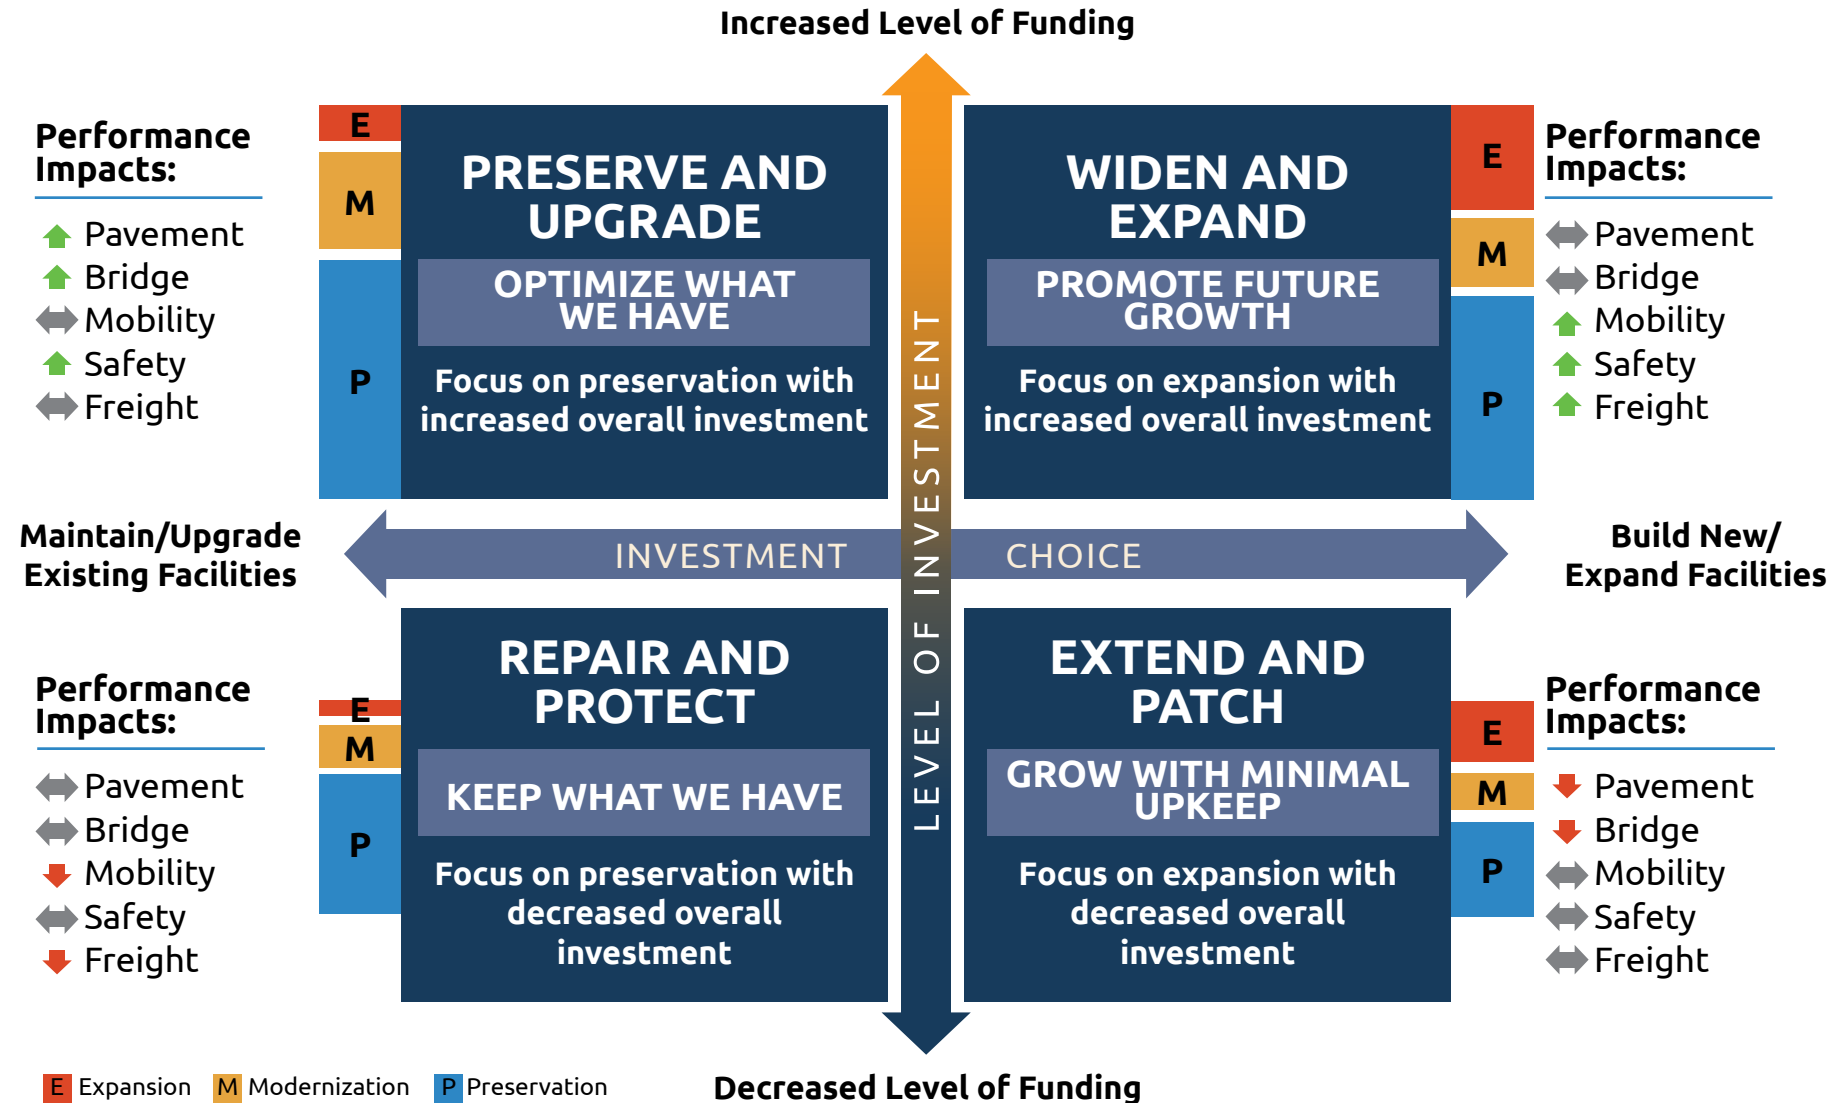 Increased Level of Funding
Performance
Impacts:
Pavement
Bridge
Mobility
Safety
Freight
E
M
P
PRESERVE AND
UPGRADE
OPTIMIZE WHAT
WE HAVE
Focus on preservation with
increased overall investment
WIDEN AND
EXPAND
PROMOTE FUTURE
GROWTH
Focus on expansion with
increased overall investment
E
M
P
Performance
Impacts:
Pavement
Bridge
Mobility
Safety
Freight
LEVEL OF INVESTMENT
Maintain/Upgrade
Existing Facilities
INVESTMENT CHOICE
Build New/
Expand Facilities
Performance
Impacts:
Pavement
Bridge
Mobility
Safety
Freight
E
M
P
REPAIR AND
PROTECT
KEEP WHAT WE HAVE
Focus on preservation with
decreased overall
investment
EXTEND AND
PATCH
GROW WITH MINIMAL
UPKEEP
Focus on expansion with
decreased overall
investment
E
M
P
Performance
Impacts:
Pavement
Bridge
Mobility
Safety
Freight
E Expansion M Modernization P Preservation
Decreased Level of Funding